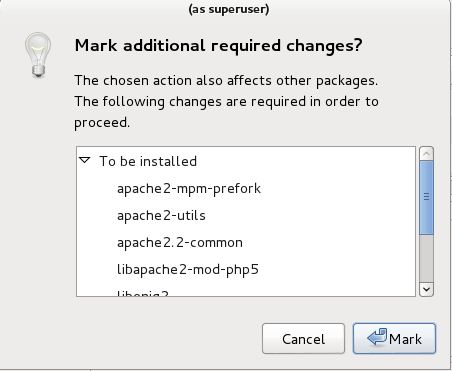 (as superuser)
Mark additional required changes?
The chosen action also affects other packages.
The following changes are required in order to
proceed.
To be installed
apache2-mpm-prefork
apache2-utils
apache2.2-common
libapache2-mod-php5
Cancel
Mark